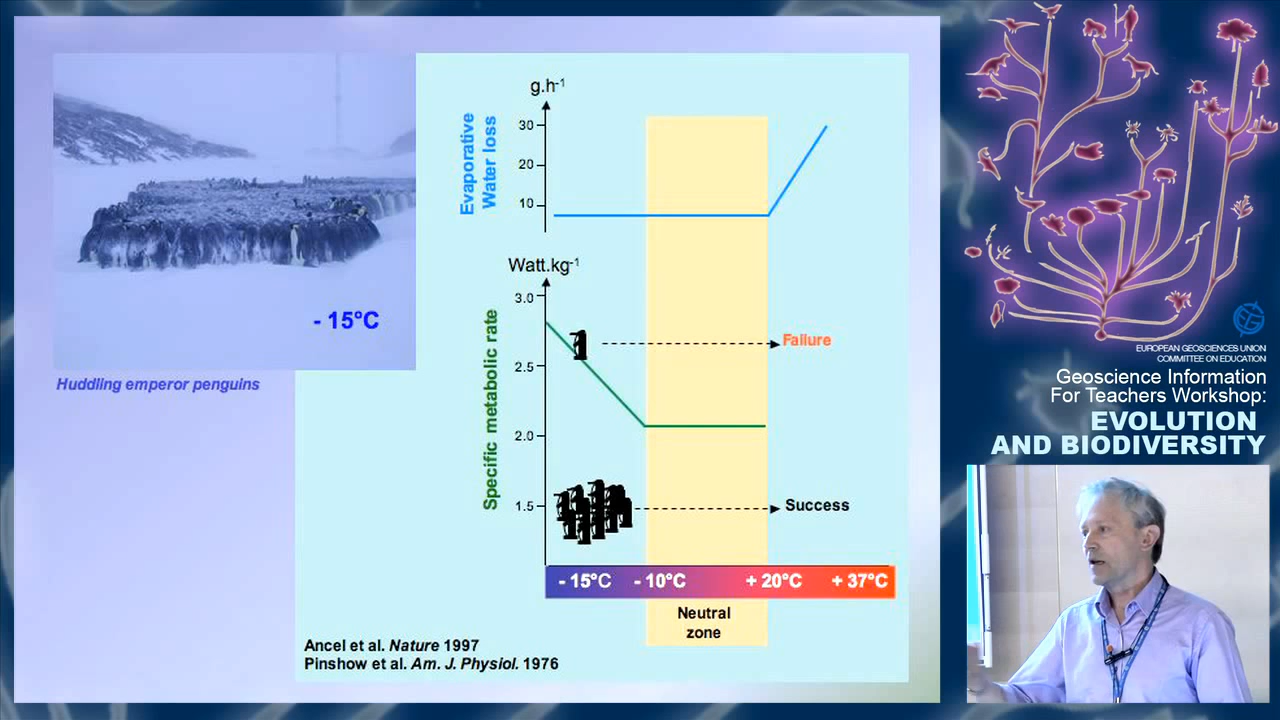 - 15°C
Huddling emperor penguins
g.h-1
Evaporative
Water loss
30
20
10
Watt.kg-1
Specific metabolic rate
3.0
2.5
2.0
1.5
Failure
Success
- 15°C
- 10°C
+ 20°C
+ 37°C
Neutral
zone
Ancel et al. Nature 1997
Pinshow et al. Am. J. Physiol. 1976
EUROPEAN GEOSCIENCES UNION
COMMITTEE ON EDUCATION
Geoscience Information
For Teachers Workshop:
EVOLUTION
AND BIODIVERSITY